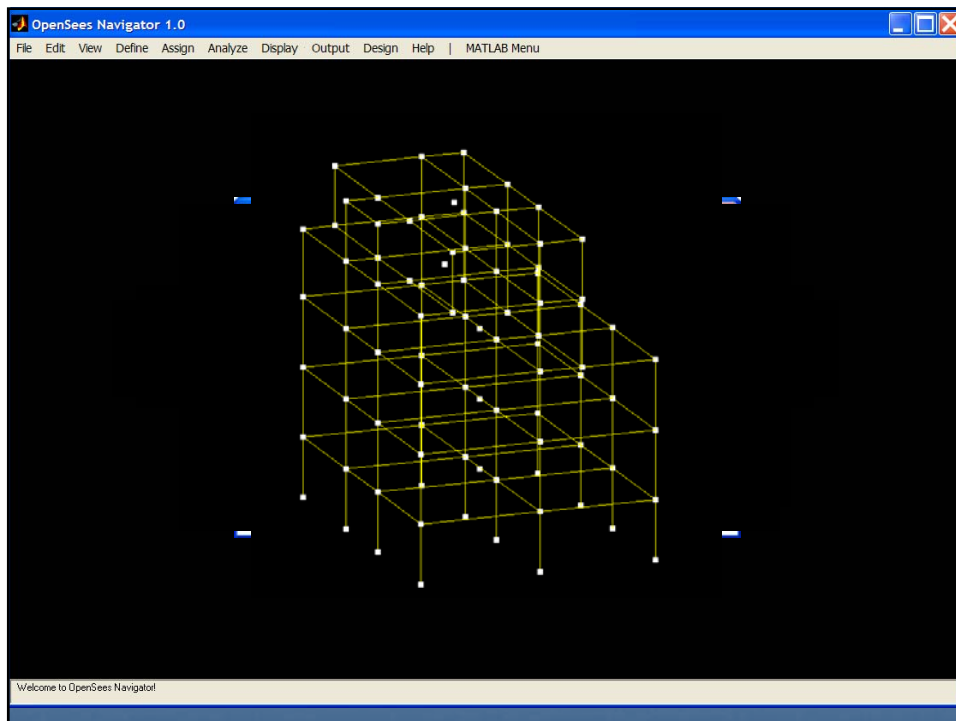 OpenSees Navigator 1.0
File Edit View Define Assign Analyze Display Output Design Help | MATLAB Menu
Welcome to OpenSees Navigator!